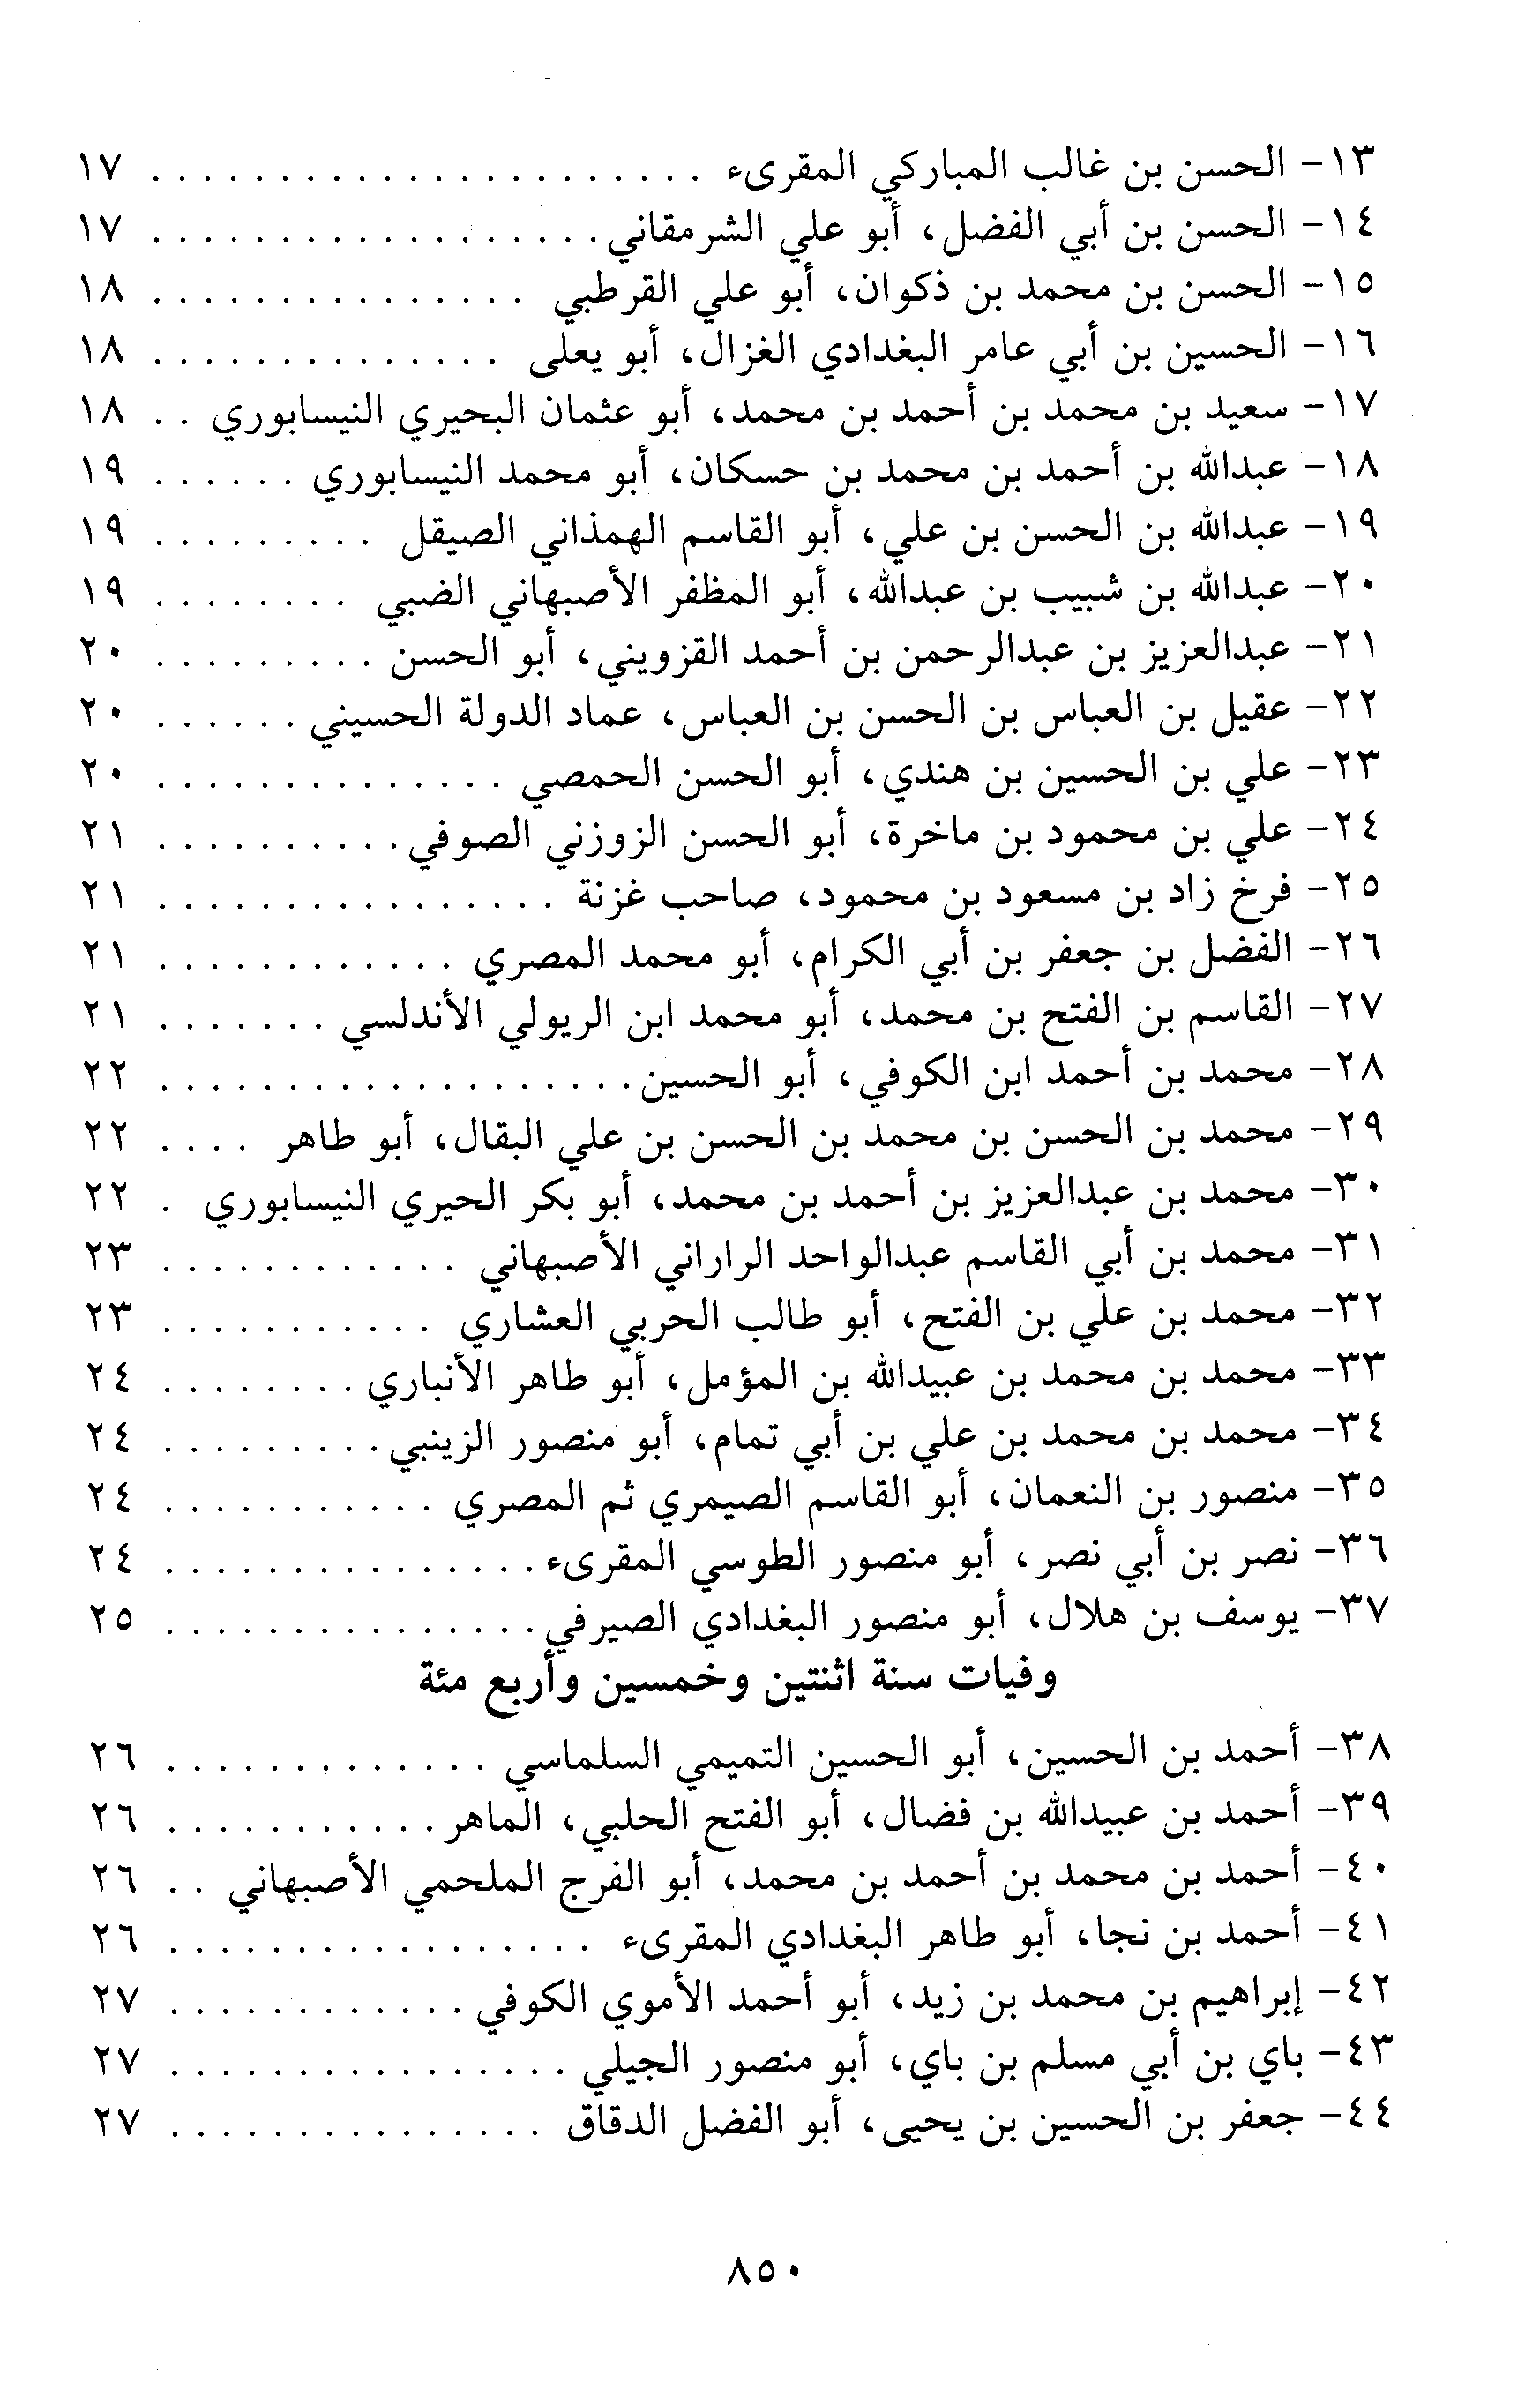 ١٣- الحسن بن غالب المباركي المقرىء . . . . . . . . . . . . . . . . . . . . . . ١٧
١٤- الحسن بن أبي الفضل، أبو علي الشرمقاني . . . . . . . . . . . . . . . . . . ١٧
١٥- الحسن بن محمد بن ذكوان، أبو علي القرطبي . . . . . . . . . . . . . . . ١٨
١٦- الحسين بن أبي عامر البغدادي الغزال، أبو يعلى . . . . . . . . . . . . . . ١٨
١٧- سعيد بن محمد بن أحمد بن محمد، أبو عثمان البحيري النيسابوري . . ١٨
١٨- عبدالله بن أحمد بن محمد بن حسكان، أبو محمد النيسابوري . . . . . . ١٩
١٩- عبدالله بن الحسن بن علي، أبو القاسم الهمذاني الصيقل . . . . . . . . . ١٩
٢٠- عبدالله بن شبيب بن عبدالله، أبو المظفر الأصبهاني الضبي . . . . . . . . ١٩
٢١- عبدالعزيز بن عبدالرحمن بن أحمد القزويني، أبو الحسن . . . . . . . . . ٢٠
٢٢- عقيل بن العباس بن الحسن بن العباس، عماد الدولة الحسيني . . . . . . ٢٠
٢٣- علي بن الحسين بن هندي، أبو الحسن الحمصي . . . . . . . . . . . . . . ٢٠
٢٤- علي بن محمود بن ماخرة، أبو الحسن الزوزني الصوفي . . . . . . . . . . ٢١
٢٥- فرخ زاد بن مسعود بن محمود، صاحب غزنة . . . . . . . . . . . . . . . . ٢١
٢٦- الفضل بن جعفر بن أبي الكرام، أبو محمد المصري . . . . . . . . . . . . ٢١
٢٧- القاسم بن الفتح بن محمد، أبو محمد ابن الريولي الأندلسي . . . . . . . ٢١
٢٨- محمد بن أحمد ابن الكوفي، أبو الحسين . . . . . . . . . . . . . . . . . . . ٢٢
٢٩- محمد بن الحسن بن محمد بن الحسن بن علي البقال، أبو طاهر . . . . ٢٢
٣٠- محمد بن عبدالعزيز بن أحمد بن محمد، أبو بكر الحيري النيسابوري . ٢٢
٣١- محمد بن أبي القاسم عبدالواحد الراراني الأصبهاني . . . . . . . . . . . . ٢٣
٣٢- محمد بن علي بن الفتح، أبو طالب الحربي العشاري . . . . . . . . . . . ٢٣
٣٣- محمد بن محمد بن عبيدالله بن المؤمل، أبو طاهر الأنباري . . . . . . . . ٢٤
٣٤- محمد بن محمد بن علي بن أبي تمام، أبو منصور الزينبي . . . . . . . . . ٢٤
٣٥- منصور بن النعمان، أبو القاسم الصيمري ثم المصري . . . . . . . . . . . ٢٤
٣٦- نصر بن أبي نصر، أبو منصور الطوسي المقرىء . . . . . . . . . . . . . . . ٢٤
٣٧- يوسف بن هلال، أبو منصور البغدادي الصيرفي . . . . . . . . . . . . . . . ٢٥
وفيات سنة اثنتين وخمسين وأربع مئة
٣٨- أحمد بن الحسين، أبو الحسين التميمي السلماسي . . . . . . . . . . . . . ٢٦
٣٩- أحمد بن عبيدالله بن فضال، أبو الفتح الحلبي، الماهر . . . . . . . . . . . ٢٦
٤٠- أحمد بن محمد بن أحمد بن محمد، أبو الفرج الملحمي الأصبهاني . . ٢٦
٤١- أحمد بن نجا، أبو طاهر البغدادي المقرىء . . . . . . . . . . . . . . . . . ٢٦
٤٢- إبراهيم بن محمد بن زيد، أبو أحمد الأموي الكوفي . . . . . . . . . . . . ٢٧
٤٣- باي بن أبي مسلم بن باي، أبو منصور الجيلي . . . . . . . . . . . . . . . . ٢٧
٤٤- جعفر بن الحسين بن يحيى، أبو الفضل الدقاق . . . . . . . . . . . . . . . ٢٧
٨٥٠